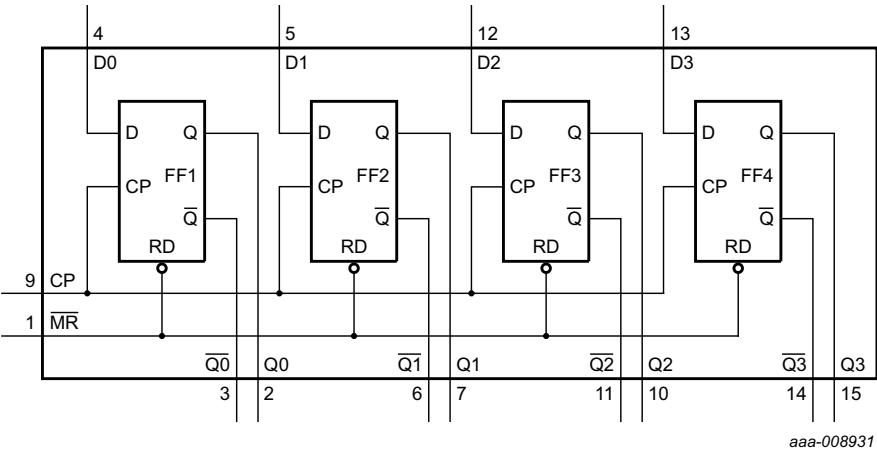 4 5 12 13
D0 D1 D2 D3
D Q D Q D Q D Q
CP FF1 CP FF2 CP FF3 CP FF4
Q̅ Q̅ Q̅ Q̅
RD RD RD RD
9 CP
1 M̅R̅
Q̅0̅ Q0 Q̅1̅ Q1 Q̅2̅ Q2 Q̅3̅ Q3
3 2 6 7 11 10 14 15
aaa-008931